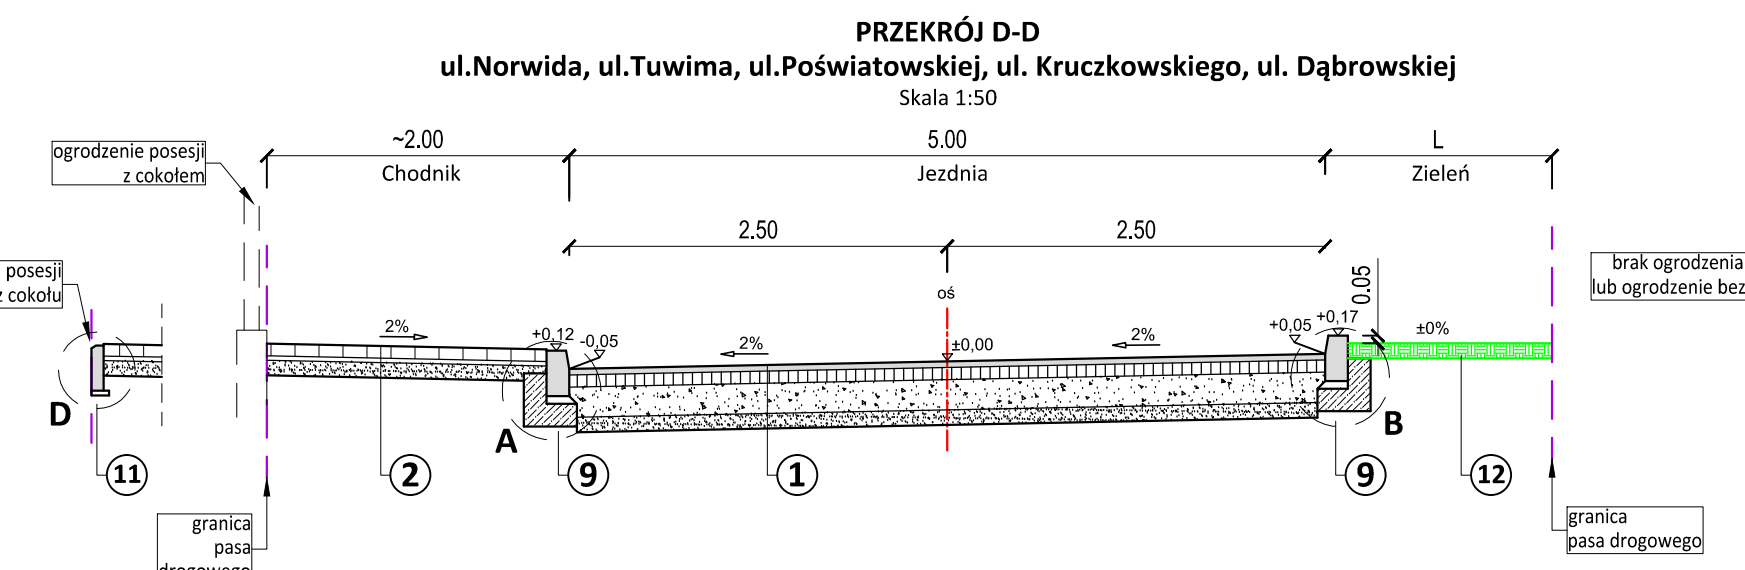 PRZEKRÓJ D-D
ul.Norwida, ul.Tuwima, ul.Poświatowskiej, ul. Kruczkowskiego, ul. Dąbrowskiej
Skala 1:50
~2.00
5.00
L
Chodnik
Jezdnia
Zieleń
ogrodzenie posesji
z cokołem
2.50
2.50
posesji
z cokołu
brak ogrodzenia
lub ogrodzenie bez
0.05
oś
2%
+0,12
-0,05
2%
±0,00
2%
+0,05
+0,17
±0%
D
A
B
11
2
9
1
9
12
granica
pasa
drogowego
granica
pasa drogowego